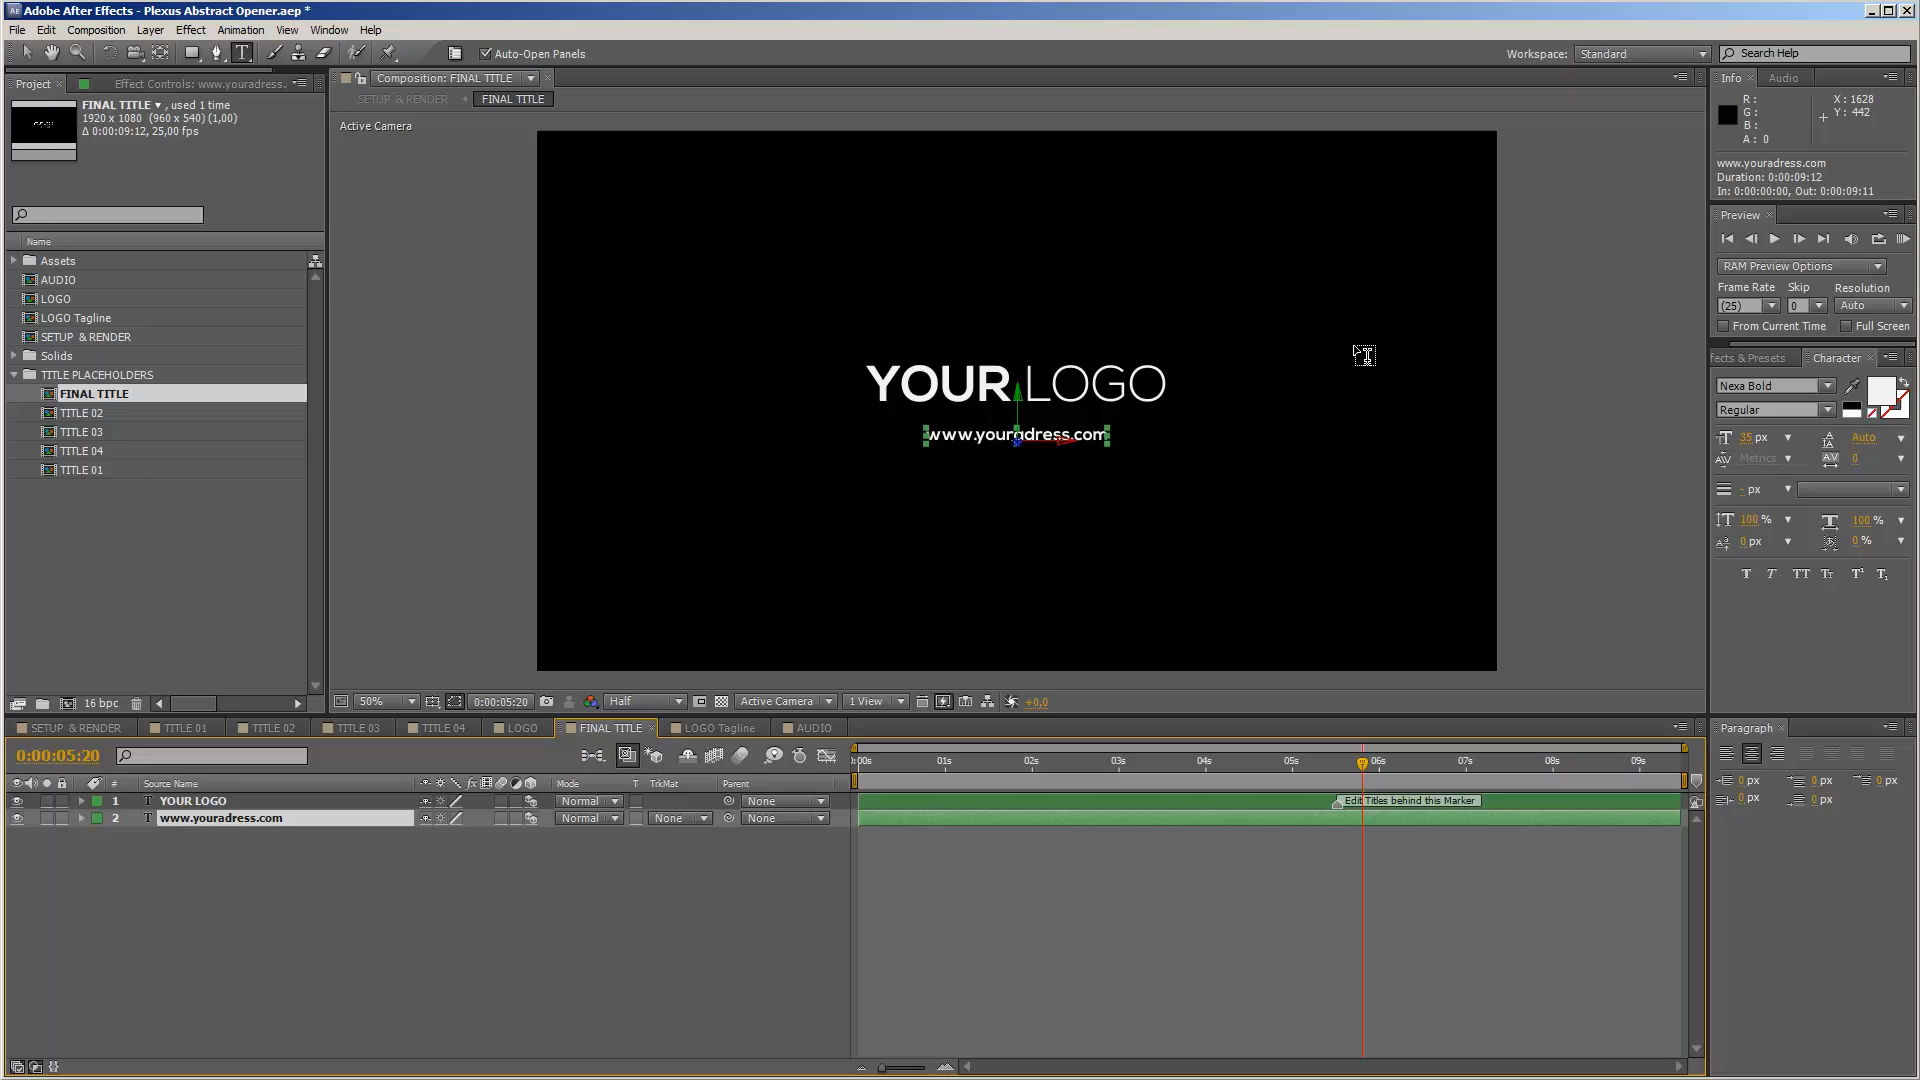 Adobe After Effects - Plexus Abstract Opener.aep *
File Edit Composition Layer Effect Animation View Window Help
Auto-Open Panels
Workspace: Standard
Search Help
Project
Effect Controls: www.youradress.
FINAL TITLE , used 1 time
1920 x 1080 (960 x 540) (1,00)
Δ 0:00:09:12, 25,00 fps
Name
Assets
AUDIO
LOGO
LOGO Tagline
SETUP & RENDER
Solids
TITLE PLACEHOLDERS
FINAL TITLE
TITLE 02
TITLE 03
TITLE 04
TITLE 01
16 bpc
Composition: FINAL TITLE
SETUP & RENDER
FINAL TITLE
Active Camera
YOUR LOGO
www.youradress.com
50%
0:00:05:20
Half
Active Camera
1 View
+0,0
Info
Audio
R :
G :
B :
A : 0
X : 1628
Y : 442
www.youradress.com
Duration: 0:00:09:12
In: 0:00:00:00, Out: 0:00:09:11
Preview
RAM Preview Options
Frame Rate Skip Resolution
(25) 0 Auto
From Current Time Full Screen
fects & Presets
Character
Nexa Bold
Regular
35 px Auto
Metrics 0
- px
100 % 100 %
0 px 0 %
T T TT Tт T¹ T₁
SETUP & RENDER TITLE 01 TITLE 02 TITLE 03 TITLE 04 LOGO FINAL TITLE LOGO Tagline AUDIO
0:00:05:20
# Source Name Mode T TrkMat Parent
1 T YOUR LOGO Normal None
2 T www.youradress.com Normal None None
):00s 01s 02s 03s 04s 05s 06s 07s 08s 09s
Edit Titles behind this Marker
Paragraph
0 px 0 px 0 px
0 px 0 px